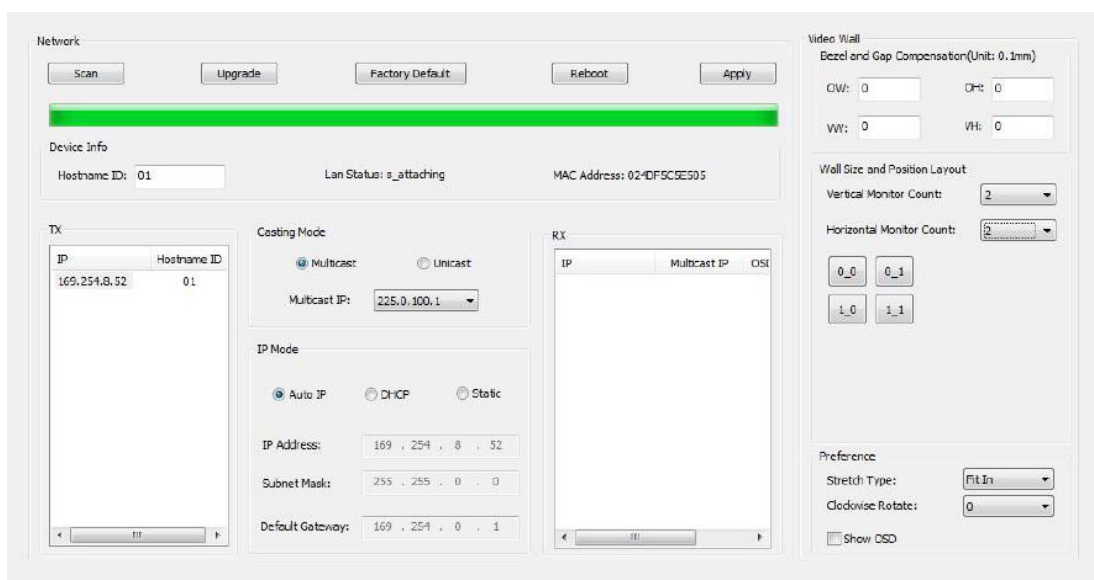 Network
Scan Upgrade Factory Default Reboot Apply
Device Info
Hostname ID: 01 Lan Status: s_attaching MAC Address: 024DF5C5E505
TX
IP Hostname ID
169.254.8.52 01
Casting Mode
Multicast Unicast
Multicast IP: 225.0.100.1
IP Mode
Auto IP DHCP Static
IP Address: 169 . 254 . 8 . 52
Subnet Mask: 255 . 255 . 0 . 0
Default Gateway: 169 . 254 . 0 . 1
RX
IP Multicast IP OSI
Video Wall
Bezel and Gap Compensation(Unit: 0.1mm)
OW: 0 OH: 0
VW: 0 VH: 0
Wall Size and Position Layout
Vertical Monitor Count: 2
Horizontal Monitor Count: 2
0_0 0_1
1_0 1_1
Preference
Stretch Type: Fit In
Clockwise Rotate: 0
Show OSD